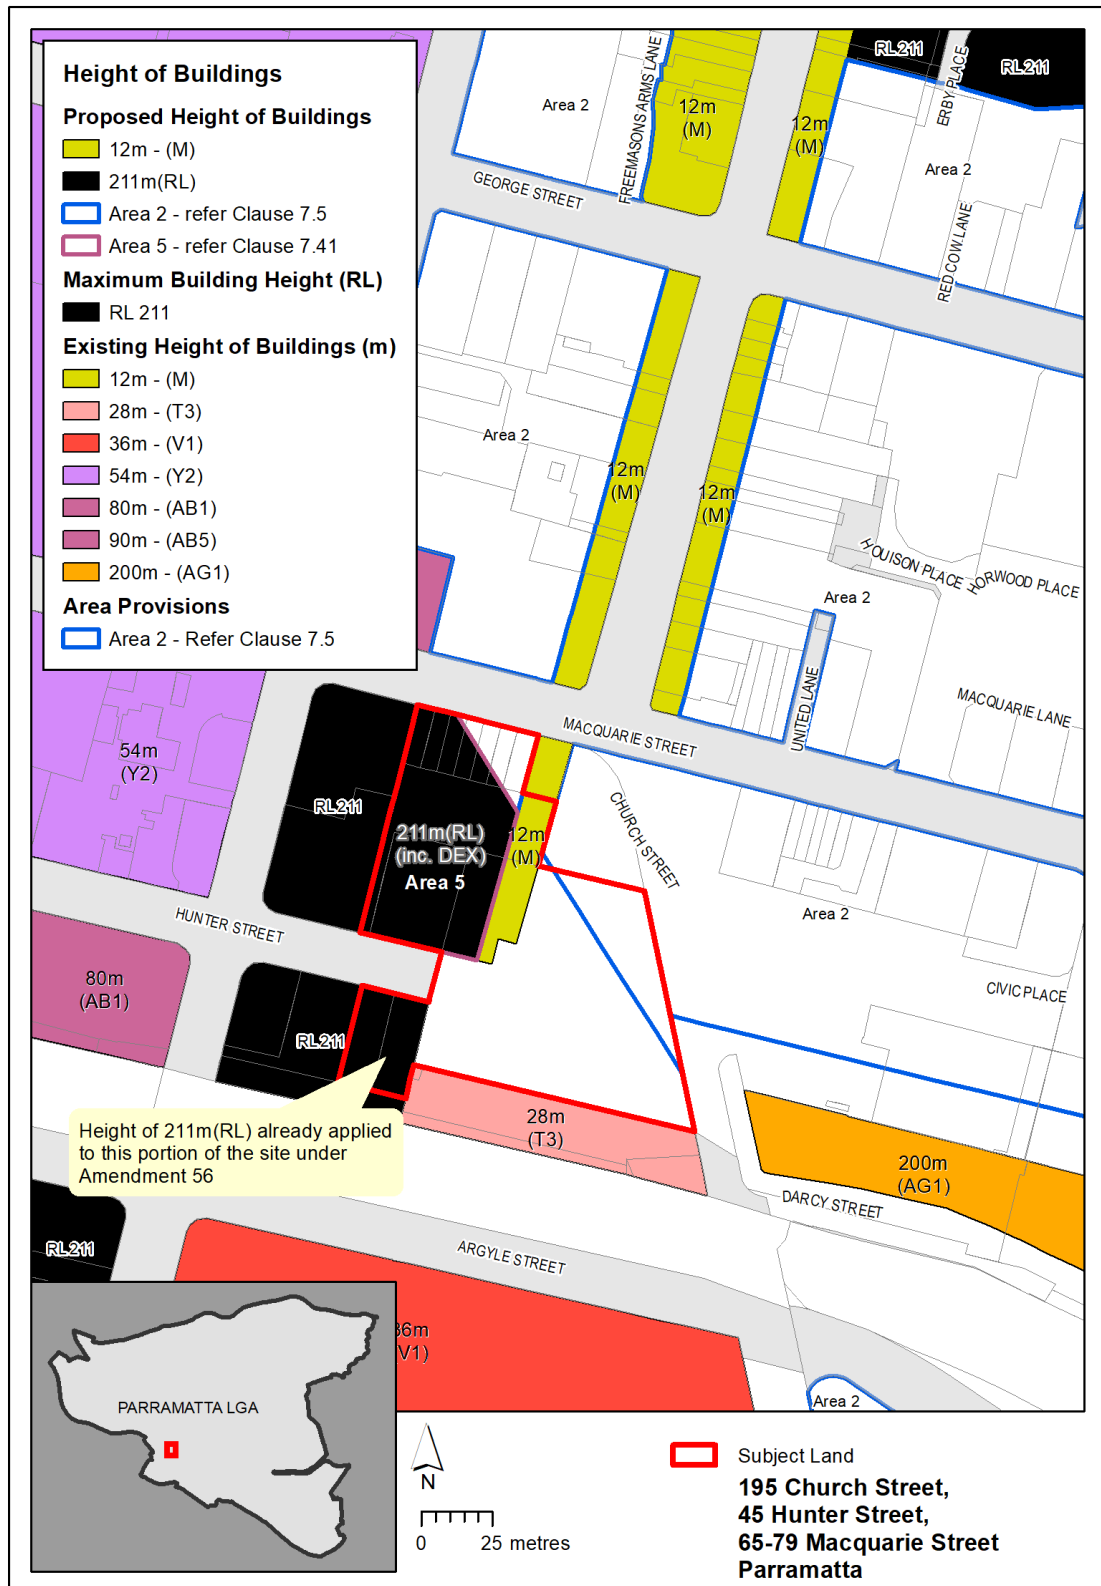 Height of Buildings
Proposed Height of Buildings
12m - (M)
211m(RL)
Area 2 - refer Clause 7.5
Area 5 - refer Clause 7.41
Maximum Building Height (RL)
RL 211
Existing Height of Buildings (m)
12m - (M)
28m - (T3)
36m - (V1)
54m - (Y2)
80m - (AB1)
90m - (AB5)
200m - (AG1)
Area Provisions
Area 2 - Refer Clause 7.5
RL211
RL211
ERBY PLACE
FREEMASONS ARMS LANE
Area 2
12m
(M)
12m
(M)
Area 2
GEORGE STREET
RED COW LANE
Area 2
12m
(M)
12m
(M)
HOUISON PLACE
HORWOOD PLACE
Area 2
UNITED LANE
MACQUARIE LANE
MACQUARIE STREET
54m
(Y2)
RL211
CHURCH STREET
211m(RL)
(inc. DEX)
Area 5
12m
(M)
Area 2
HUNTER STREET
80m
(AB1)
CIVIC PLACE
RL211
Height of 211m(RL) already applied
to this portion of the site under
Amendment 56
28m
(T3)
200m
(AG1)
DARCY STREET
RL211
ARGYLE STREET
36m
(V1)
Area 2
PARRAMATTA LGA
N
0 25 metres
Subject Land
195 Church Street,
45 Hunter Street,
65-79 Macquarie Street
Parramatta